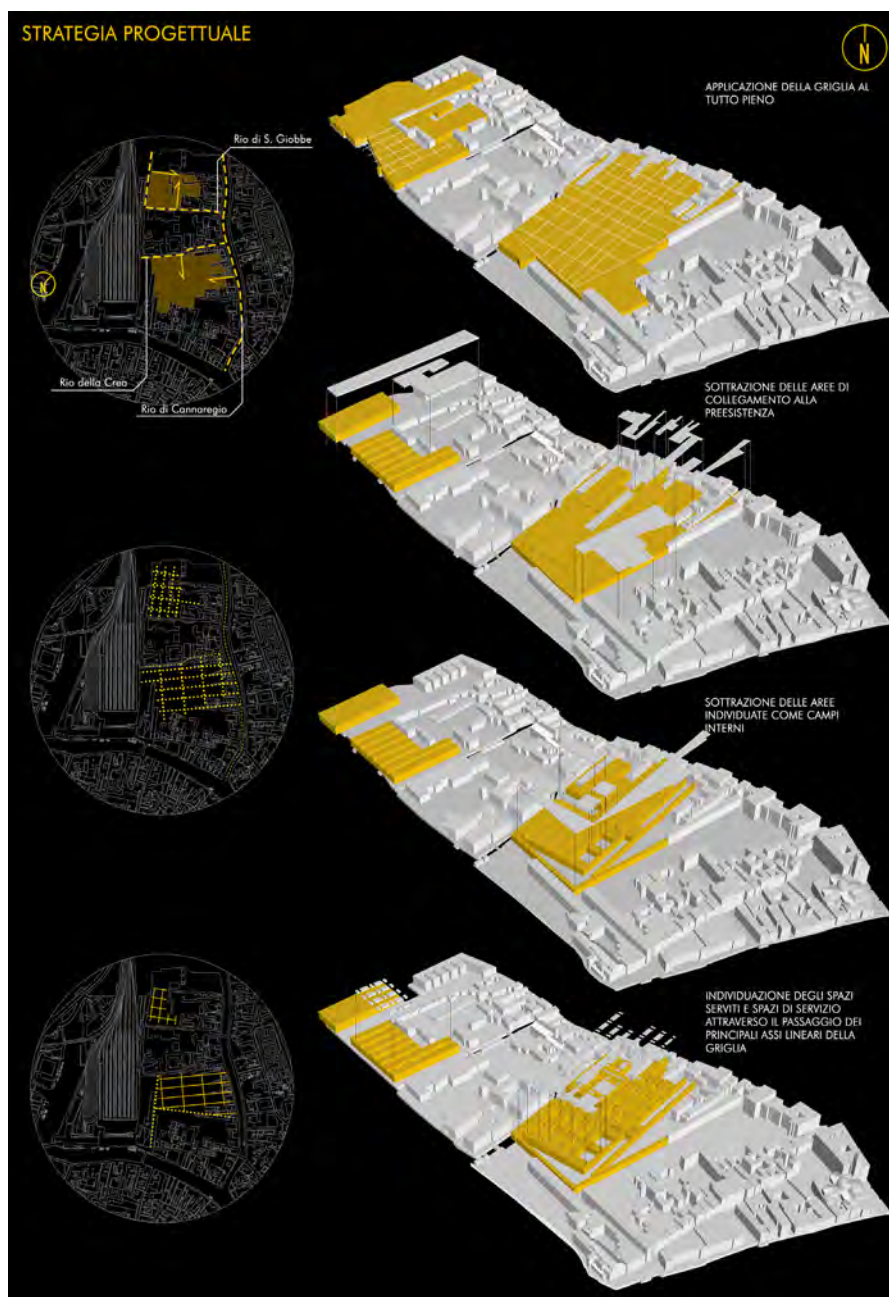 STRATEGIA PROGETTUALE
N
APPLICAZIONE DELLA GRIGLIA AL
TUTTO PIENO
Rio di S. Giobbe
N
Rio della Crea
Rio di Cannaregio
SOTTRAZIONE DELLE AREE DI
COLLEGAMENTO ALLA
PREESISTENZA
SOTTRAZIONE DELLE AREE
INDIVIDUATE COME CAMPI
INTERNI
INDIVIDUAZIONE DEGLI SPAZI
SERVITI E SPAZI DI SERVIZIO
ATTRAVERSO IL PASSAGGIO DEI
PRINCIPALI ASSI LINEARI DELLA
GRIGLIA